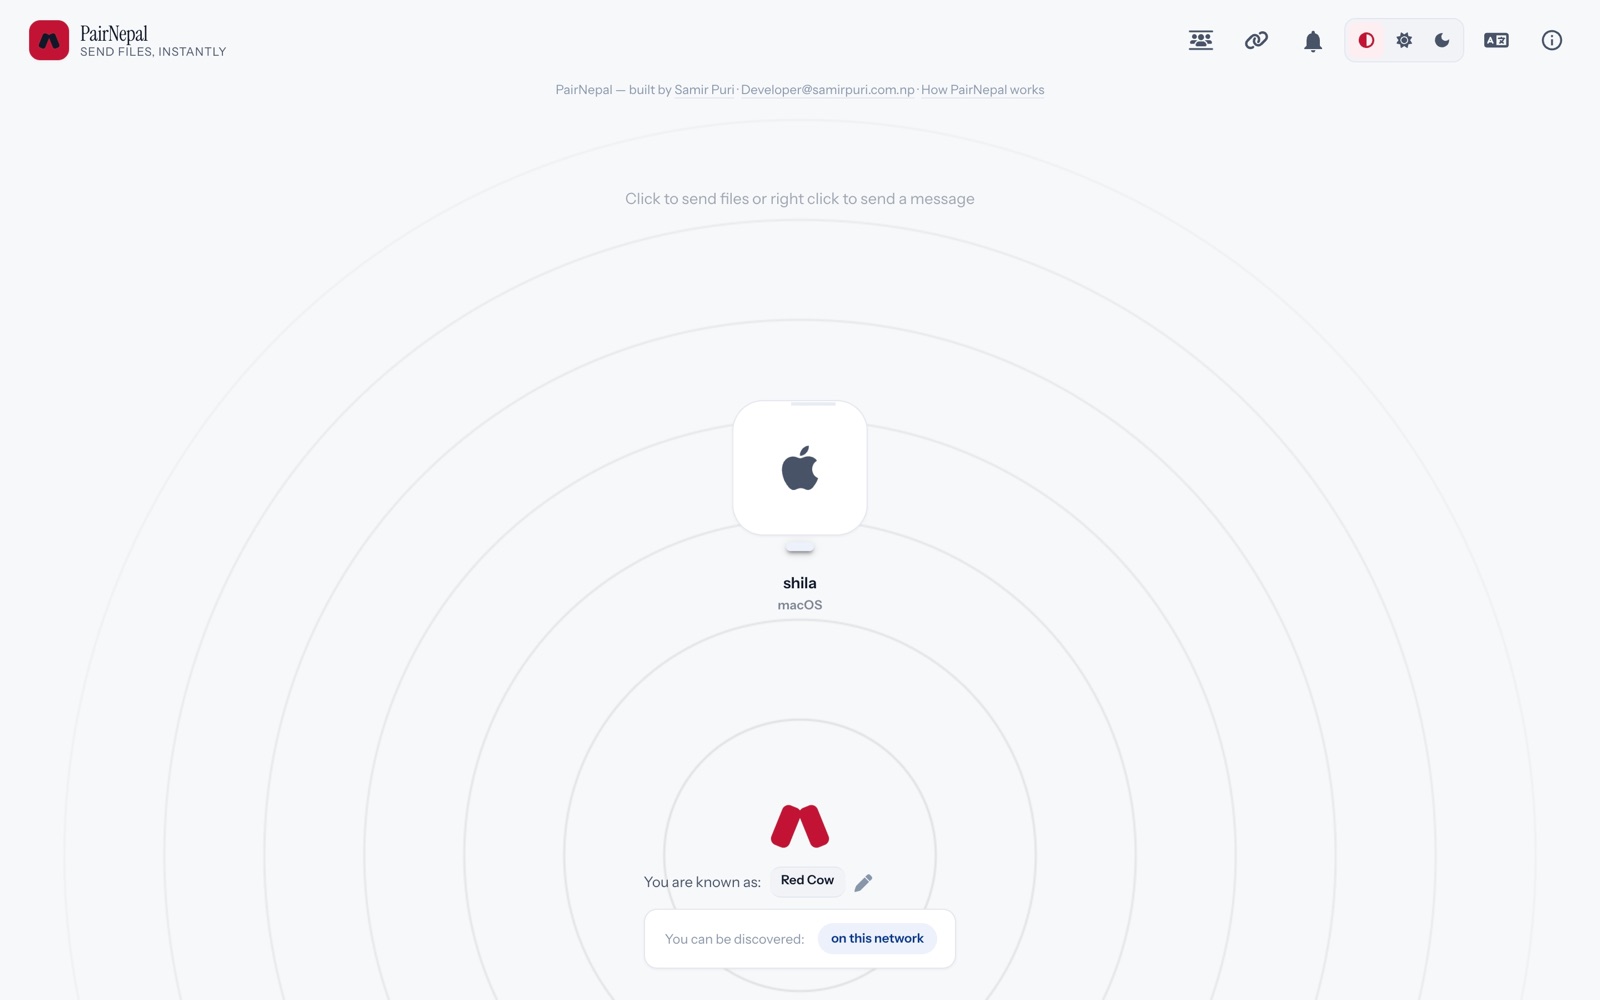 PairNepal
SEND FILES, INSTANTLY
PairNepal — built by Samir Puri · Developer@samirpuri.com.np · How PairNepal works
Click to send files or right click to send a message
shila
macOS
You are known as: Red Cow
You can be discovered: on this network